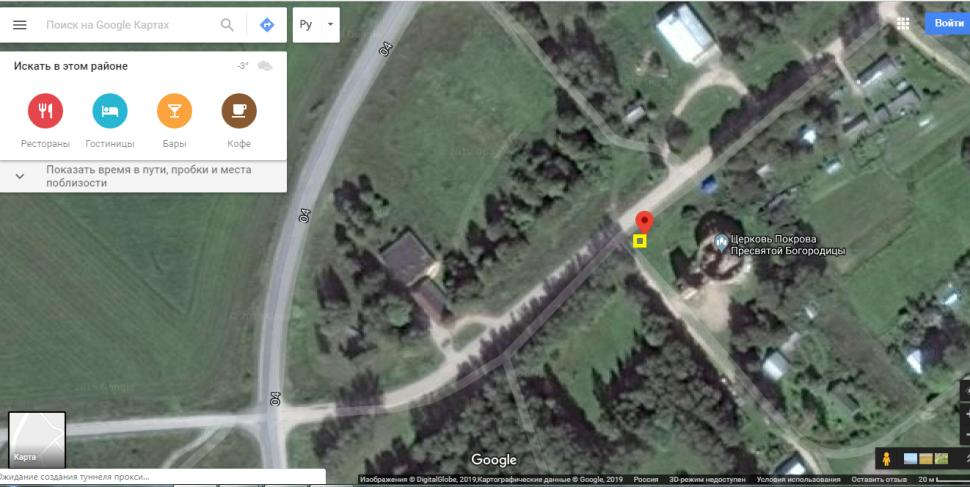 Поиск на Google Картах
Ру
Войти
Искать в этом районе
-3°
Рестораны
Гостиницы
Бары
Кофе
Показать время в пути, пробки и места
поблизости
04
04
04
Церковь Покрова
Пресвятой Богородицы
Карта
Google
Ожидание создания туннеля прокси...
Изображения © DigitalGlobe, 2019,Картографические данные © Google, 2019 Россия 3D-режим недоступен Условия использования Оставить отзыв 20 м